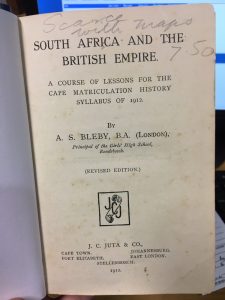 Scarce
with maps
7.50
SOUTH AFRICA AND THE
BRITISH EMPIRE.
A COURSE OF LESSONS FOR THE
CAPE MATRICULATION HISTORY
SYLLABUS OF 1912.
BY
A. S. BLEBY, B.A. (LONDON),
Principal of the Girls' High School,
Rondebosch.
(REVISED EDITION.)
J. C. JUTA & CO.,
CAPE TOWN. JOHANNESBURG.
PORT ELIZABETH. EAST LONDON.
STELLENBOSCH.
1912.